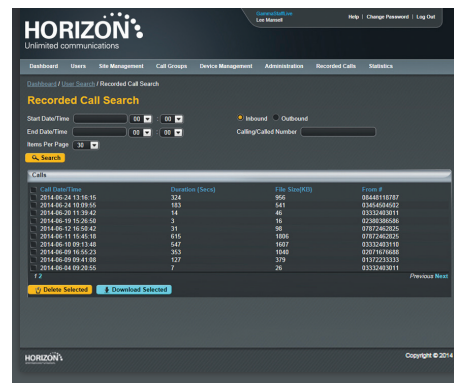 HORIZON
Unlimited communications
GammaStaffLive
Lee Mansell
Help | Change Password | Log Out
Dashboard Users Site Management Call Groups Device Management Administration Recorded Calls Statistics
Dashboard / User Search / Recorded Call Search
Recorded Call Search
Start Date/Time 00 : 00 Inbound Outbound
End Date/Time 00 : 00 Calling/Called Number
Items Per Page 30
Search
Calls
Call Date/Time Duration (Secs) File Size(KB) From #
2014-06-24 13:16:15 324 956 08448118787
2014-06-24 10:09:55 183 541 03454504502
2014-06-20 11:39:42 14 46 03332403011
2014-06-19 15:26:50 3 16 02380386586
2014-06-12 16:50:42 31 98 07872462825
2014-06-11 15:45:18 615 1806 07872462825
2014-06-10 09:13:48 547 1607 03332403110
2014-06-09 16:55:23 353 1040 02071676688
2014-06-09 09:41:08 127 379 01372233333
2014-06-04 09:20:55 7 26 03332403011
1 2 Previous Next
Delete Selected Download Selected
HORIZON
Copyright © 2014